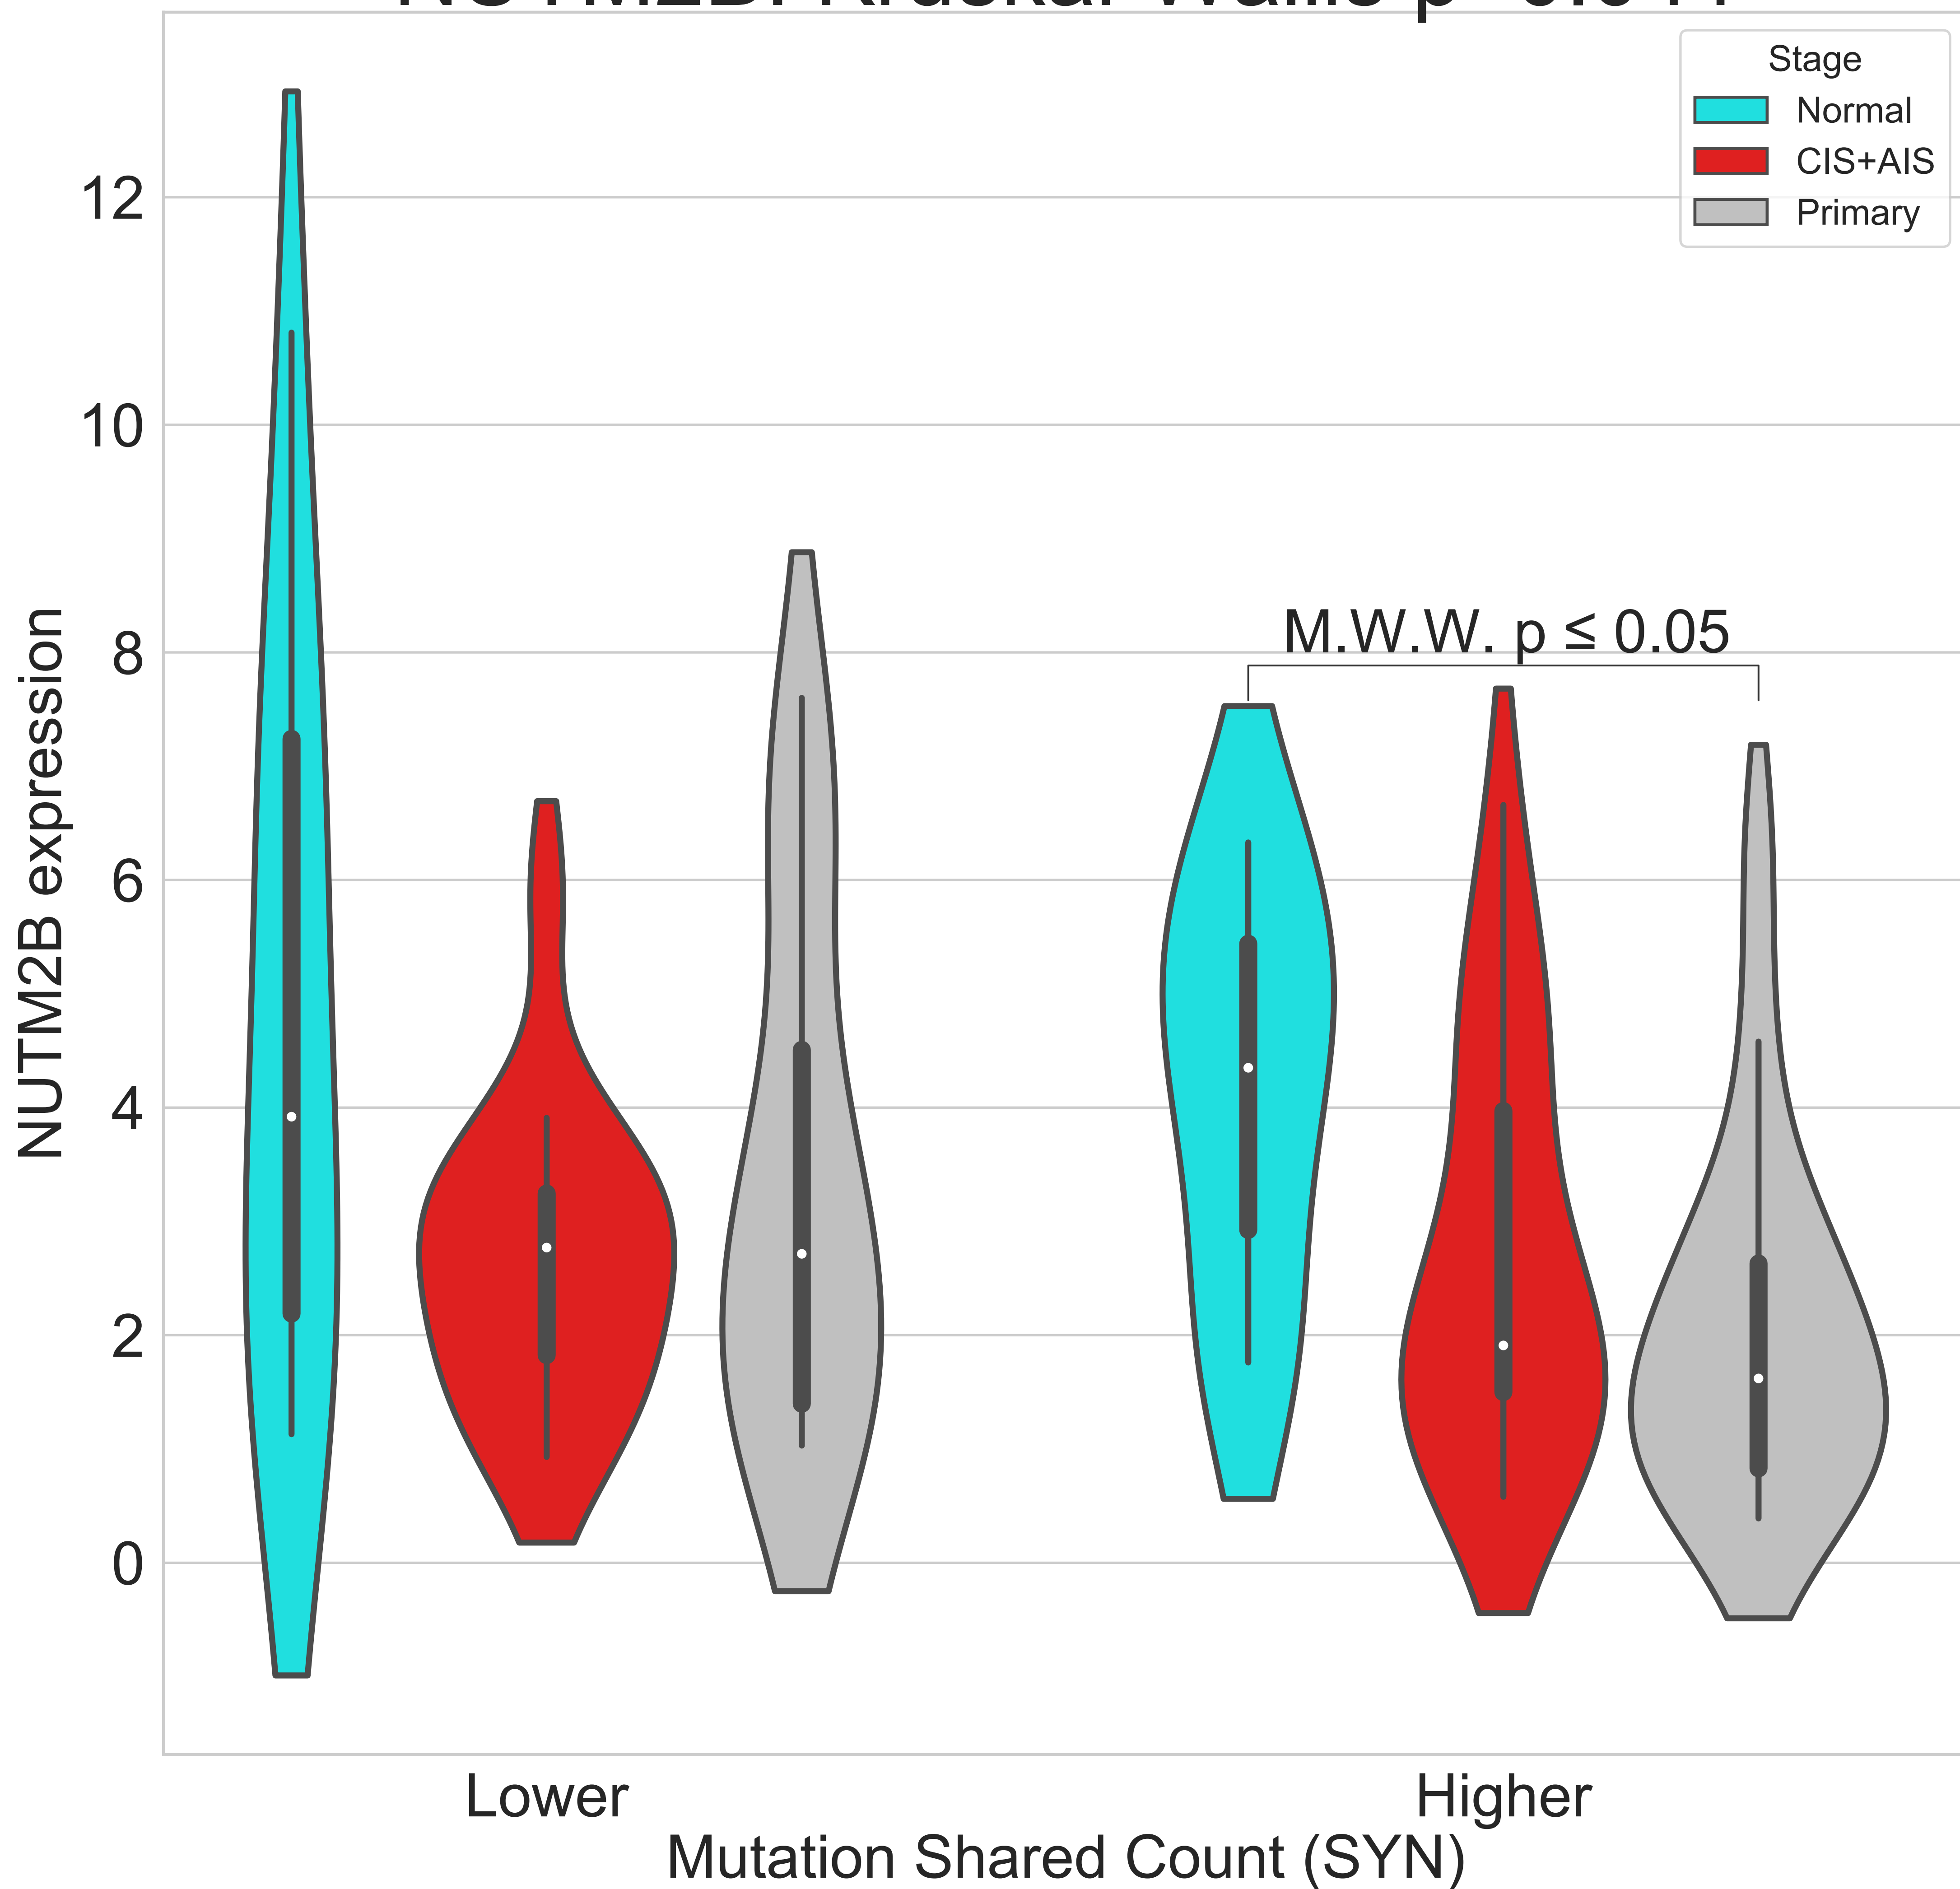 Stage
Normal
CIS+AIS
Primary
12
10
8
6
4
2
0
NUTM2B expression
M.W.W. p ≤ 0.05
Lower
Higher
Mutation Shared Count (SYN)